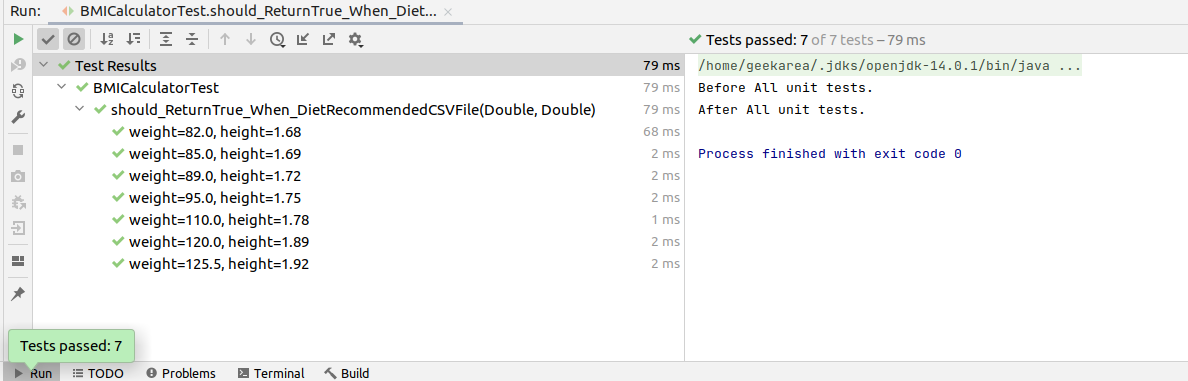 Run: BMICalculatorTest.should_ReturnTrue_When_Diet... ×
Tests passed: 7 of 7 tests – 79 ms
Test Results 79 ms
BMICalculatorTest 79 ms
should_ReturnTrue_When_DietRecommendedCSVFile(Double, Double) 79 ms
weight=82.0, height=1.68 68 ms
weight=85.0, height=1.69 2 ms
weight=89.0, height=1.72 2 ms
weight=95.0, height=1.75 2 ms
weight=110.0, height=1.78 1 ms
weight=120.0, height=1.89 2 ms
weight=125.5, height=1.92 2 ms
/home/geekarea/.jdks/openjdk-14.0.1/bin/java ...
Before All unit tests.
After All unit tests.
Process finished with exit code 0
Tests passed: 7
Run TODO Problems Terminal Build